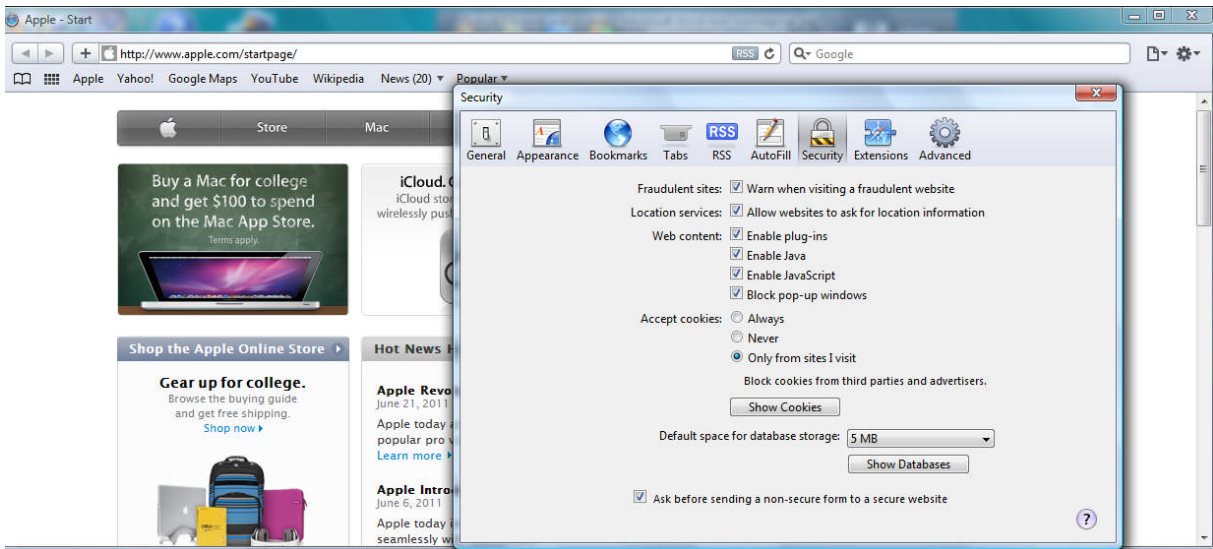 Apple - Start
http://www.apple.com/startpage/
RSS
Google
Apple Yahoo! Google Maps YouTube Wikipedia News (20) ▾ Popular ▾
Store Mac
Buy a Mac for college
and get $100 to spend
on the Mac App Store.
Terms apply.
iCloud.
iCloud
wirelessly
Shop the Apple Online Store
Gear up for college.
Browse the buying guide
and get free shipping.
Shop now
Hot News
Apple
June 21, 2011
Apple today
popular pro
Learn more
Apple
June 6, 2011
Apple today
seamlessly
Security
General Appearance Bookmarks Tabs RSS AutoFill Security Extensions Advanced
RSS
Fraudulent sites: Warn when visiting a fraudulent website
Location services: Allow websites to ask for location information
Web content: Enable plug-ins
Enable Java
Enable JavaScript
Block pop-up windows
Accept cookies: Always
Never
Only from sites I visit
Block cookies from third parties and advertisers.
Show Cookies
Default space for database storage: 5 MB
Show Databases
Ask before sending a non-secure form to a secure website
?